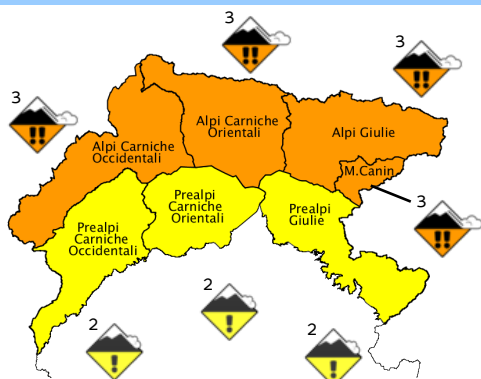 3
3
3
Alpi Carniche
Orientali
Alpi Giulie
Alpi Carniche
Occidentali
M.Canin
3
Prealpi
Carniche
Orientali
Prealpi
Giulie
Prealpi
Carniche
Occidentali
2
2
2